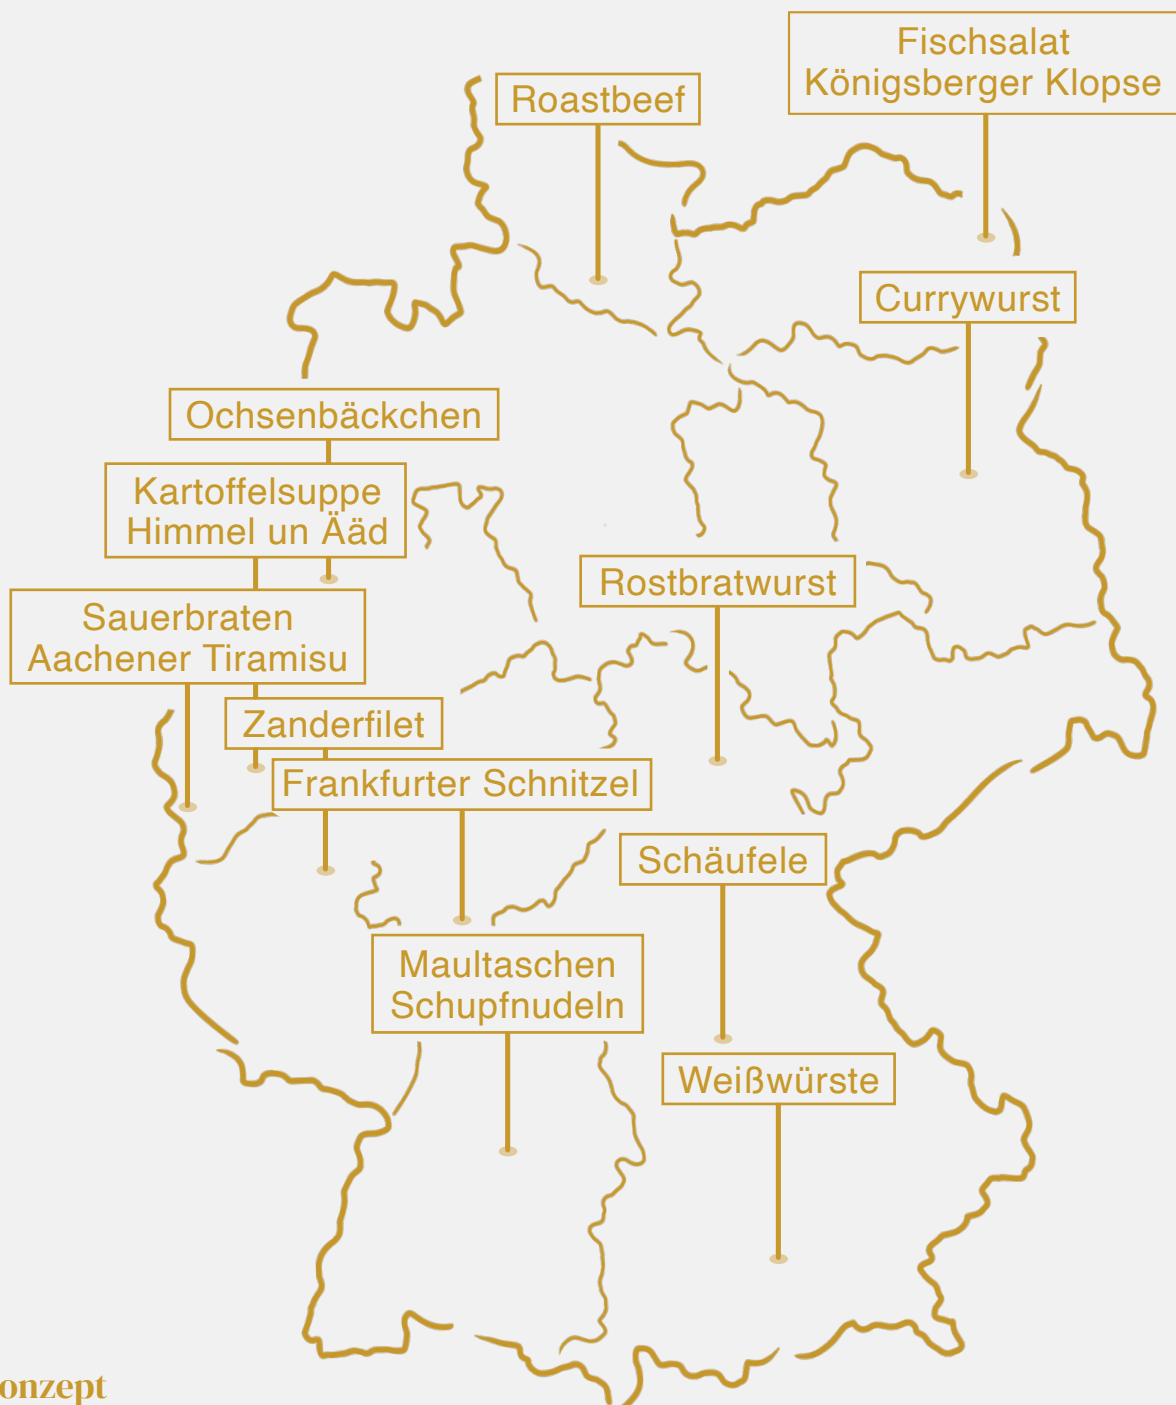 Fischsalat
Königsberger Klopse
Roastbeef
Currywurst
Ochsenbäckchen
Kartoffelsuppe
Himmel un Ääd
Rostbratwurst
Sauerbraten
Aachener Tiramisu
Zanderfilet
Frankfurter Schnitzel
Schäufele
Maultaschen
Schupfnudeln
Weißwürste
onzept